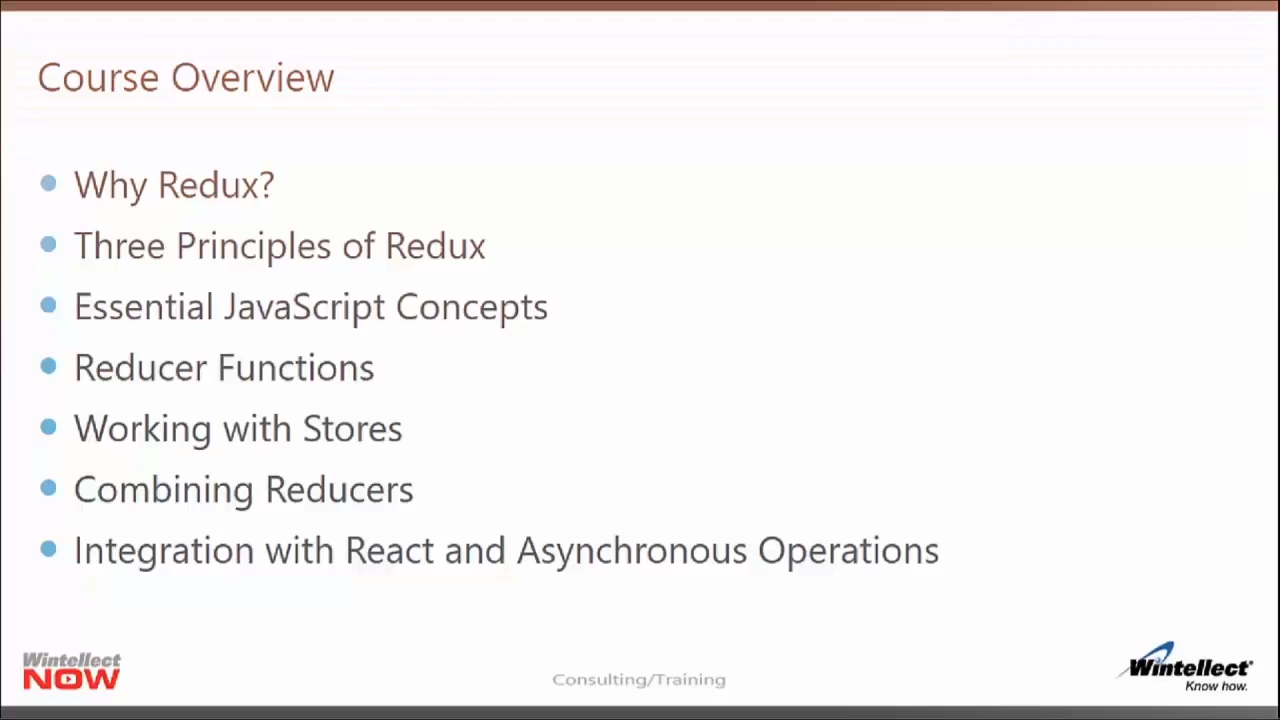 Course Overview
Why Redux?
Three Principles of Redux
Essential JavaScript Concepts
Reducer Functions
Working with Stores
Combining Reducers
Integration with React and Asynchronous Operations
Wintellect
NOW
Consulting/Training
Wintellect
Know how.